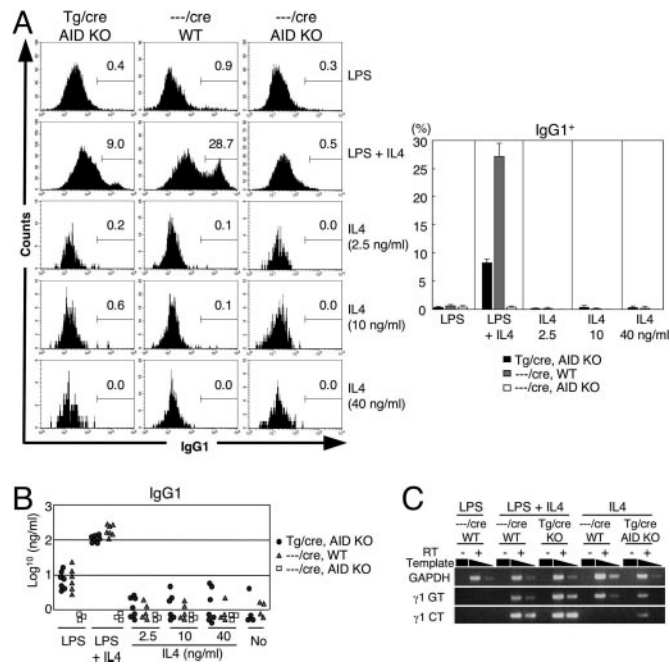 A
Tg/cre
AID KO
---/cre
WT
---/cre
AID KO
0.4
0.9
0.3
LPS
9.0
28.7
0.5
LPS + IL4
0.2
0.1
0.0
IL4
(2.5 ng/ml)
0.6
0.1
0.0
IL4
(10 ng/ml)
0.0
0.0
0.0
IL4
(40 ng/ml)
Counts
IgG1
(%)
IgG1+
30
25
20
15
10
5
0
LPS
LPS
+ IL4
IL4
2.5
IL4
10
IL4
40 ng/ml
Tg/cre, AID KO
---/cre, WT
---/cre, AID KO
B
IgG1
Log10 (ng/ml)
3
2
1
0
LPS
LPS
+ IL4
2.5
10
40
IL4 (ng/ml)
No
Tg/cre, AID KO
---/cre, WT
---/cre, AID KO
C
LPS
LPS + IL4
IL4
---/cre
WT
---/cre
WT
Tg/cre
KO
---/cre
WT
Tg/cre
AID KO
RT - + - + - + - + - +
Template
GAPDH
γ1 GT
γ1 CT